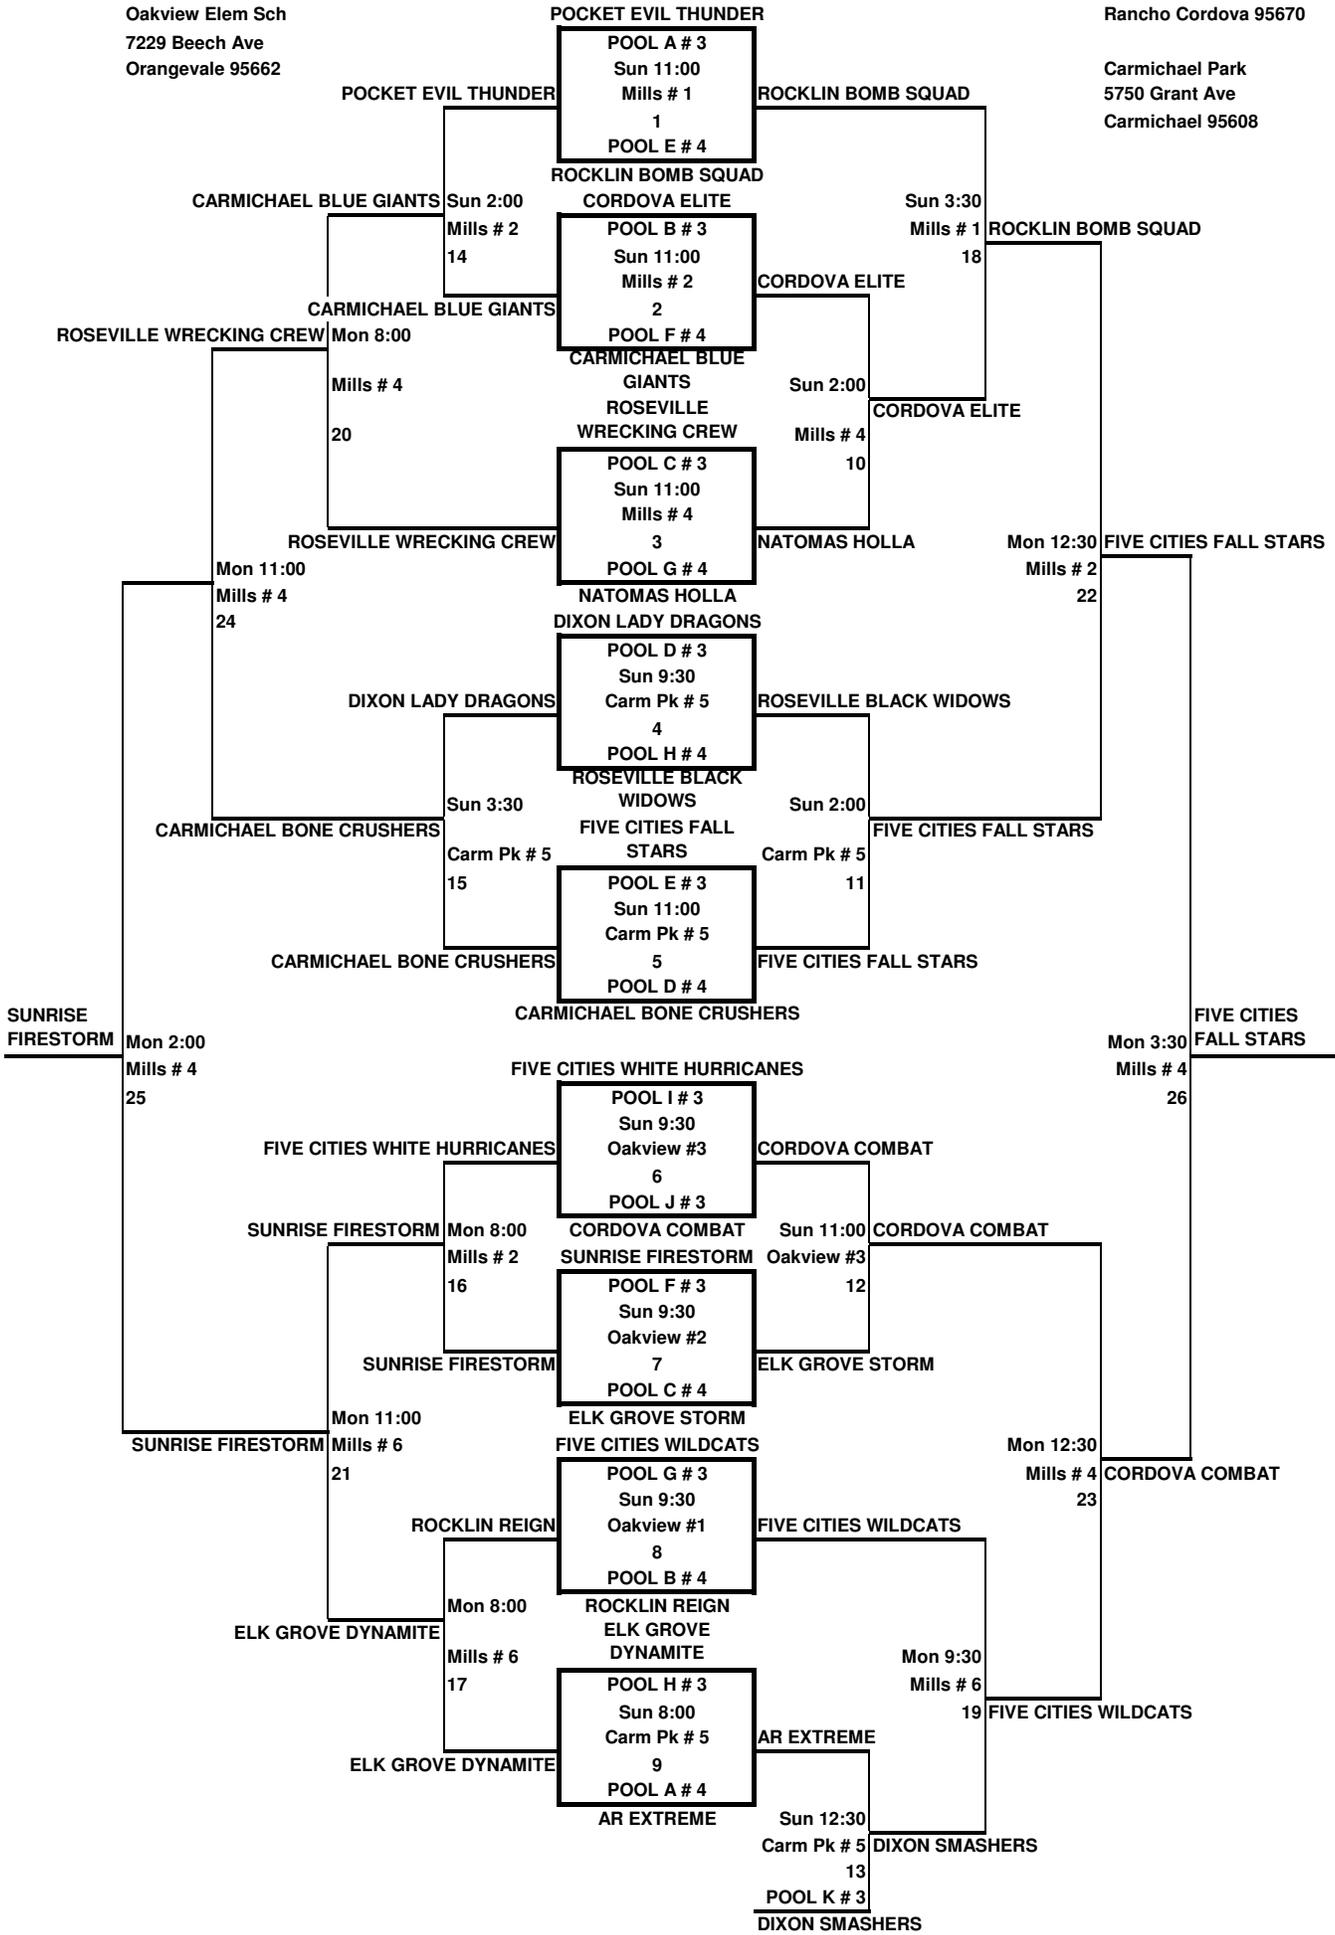 Oakview Elem Sch
POCKET EVIL THUNDER
Rancho Cordova 95670
7229 Beech Ave
POOL A # 3
Orangevale 95662
Sun 11:00
Carmichael Park
POCKET EVIL THUNDER
Mills # 1
ROCKLIN BOMB SQUAD
5750 Grant Ave
1
Carmichael 95608
POOL E # 4
ROCKLIN BOMB SQUAD
CARMICHAEL BLUE GIANTS
Sun 2:00
CORDOVA ELITE
Sun 3:30
Mills # 2
POOL B # 3
Mills # 1
ROCKLIN BOMB SQUAD
14
Sun 11:00
18
Mills # 2
CORDOVA ELITE
CARMICHAEL BLUE GIANTS
2
ROSEVILLE WRECKING CREW
Mon 8:00
POOL F # 4
CARMICHAEL BLUE
GIANTS
Mills # 4
Sun 2:00
ROSEVILLE
CORDOVA ELITE
WRECKING CREW
20
Mills # 4
POOL C # 3
10
Sun 11:00
Mills # 4
ROSEVILLE WRECKING CREW
3
NATOMAS HOLLA
Mon 12:30
FIVE CITIES FALL STARS
Mon 11:00
POOL G # 4
Mills # 2
Mills # 4
NATOMAS HOLLA
22
24
DIXON LADY DRAGONS
POOL D # 3
Sun 9:30
DIXON LADY DRAGONS
Carm Pk # 5
ROSEVILLE BLACK WIDOWS
4
POOL H # 4
ROSEVILLE BLACK
WIDOWS
Sun 3:30
Sun 2:00
CARMICHAEL BONE CRUSHERS
FIVE CITIES FALL
STARS
FIVE CITIES FALL STARS
Carm Pk # 5
Carm Pk # 5
15
POOL E # 3
11
Sun 11:00
Carm Pk # 5
CARMICHAEL BONE CRUSHERS
5
FIVE CITIES FALL STARS
POOL D # 4
CARMICHAEL BONE CRUSHERS
SUNRISE
FIRESTORM
Mon 2:00
Mon 3:30
FIVE CITIES
FALL STARS
Mills # 4
FIVE CITIES WHITE HURRICANES
Mills # 4
25
POOL I # 3
26
Sun 9:30
FIVE CITIES WHITE HURRICANES
Oakview #3
CORDOVA COMBAT
6
POOL J # 3
SUNRISE FIRESTORM
Mon 8:00
CORDOVA COMBAT
Sun 11:00
CORDOVA COMBAT
Mills # 2
SUNRISE FIRESTORM
Oakview #3
16
POOL F # 3
12
Sun 9:30
Oakview #2
SUNRISE FIRESTORM
7
ELK GROVE STORM
POOL C # 4
Mon 11:00
ELK GROVE STORM
SUNRISE FIRESTORM
Mills # 6
FIVE CITIES WILDCATS
Mon 12:30
21
POOL G # 3
Mills # 4
CORDOVA COMBAT
Sun 9:30
23
ROCKLIN REIGN
Oakview #1
FIVE CITIES WILDCATS
8
POOL B # 4
Mon 8:00
ROCKLIN REIGN
ELK GROVE DYNAMITE
ELK GROVE
DYNAMITE
Mills # 6
Mon 9:30
17
POOL H # 3
Mills # 6
Sun 8:00
19
FIVE CITIES WILDCATS
Carm Pk # 5
AR EXTREME
ELK GROVE DYNAMITE
9
POOL A # 4
AR EXTREME
Sun 12:30
Carm Pk # 5
DIXON SMASHERS
13
POOL K # 3
DIXON SMASHERS